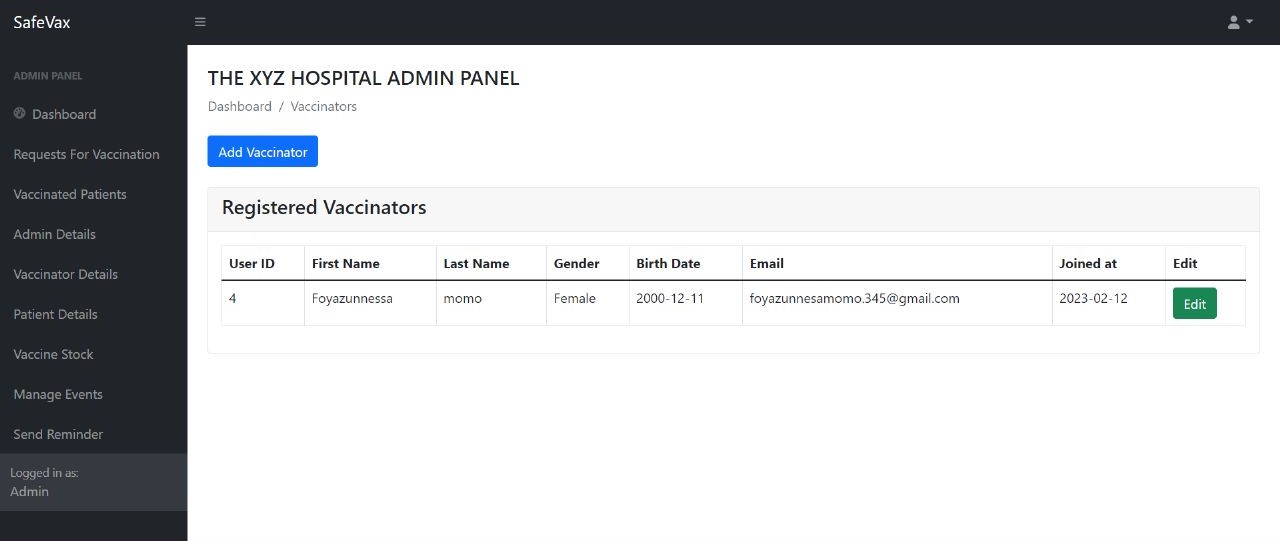 SafeVax
ADMIN PANEL
Dashboard
Requests For Vaccination
Vaccinated Patients
Admin Details
Vaccinator Details
Patient Details
Vaccine Stock
Manage Events
Send Reminder
Logged in as:
Admin
THE XYZ HOSPITAL ADMIN PANEL
Dashboard / Vaccinators
Add Vaccinator
Registered Vaccinators
User ID First Name Last Name Gender Birth Date Email Joined at Edit
4 Foyazunnessa momo Female 2000-12-11 foyazunnesamomo.345@gmail.com 2023-02-12 Edit